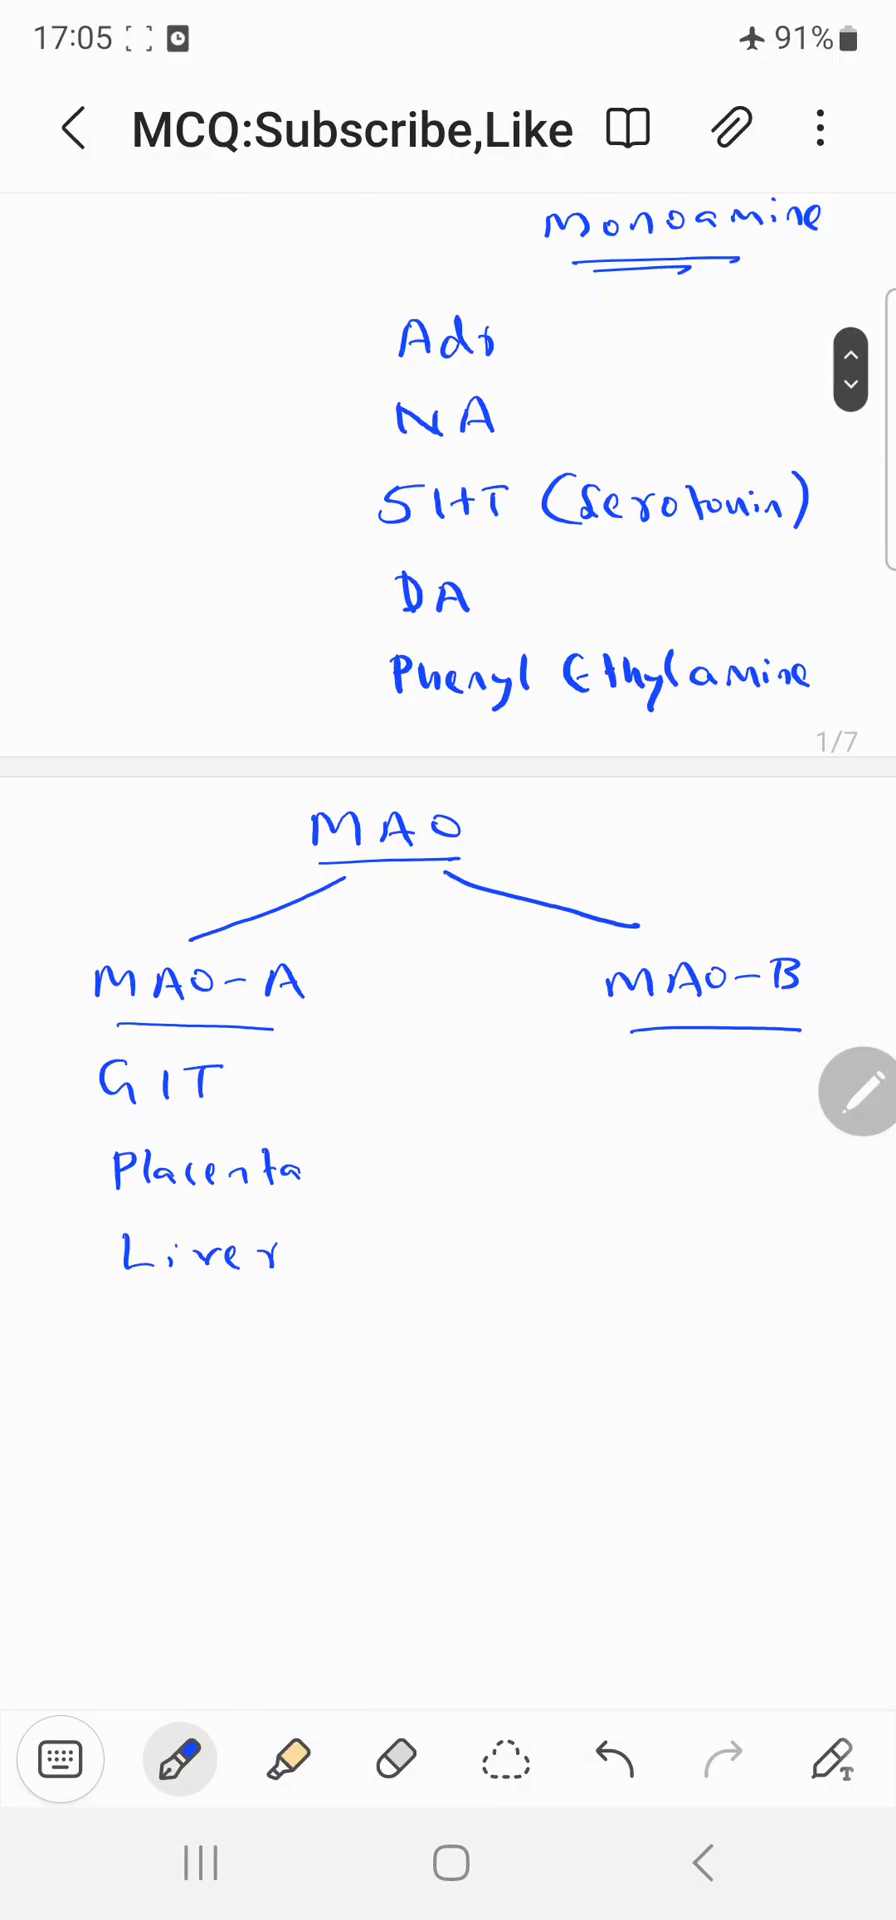 17:05 91%
MCQ:Subscribe,Like
Monoamine
Adr
NA
5HT (Serotonin)
DA
Phenyl Ethylamine
1/7
MAO
MAO-A MAO-B
GIT
Placenta
Liver
T